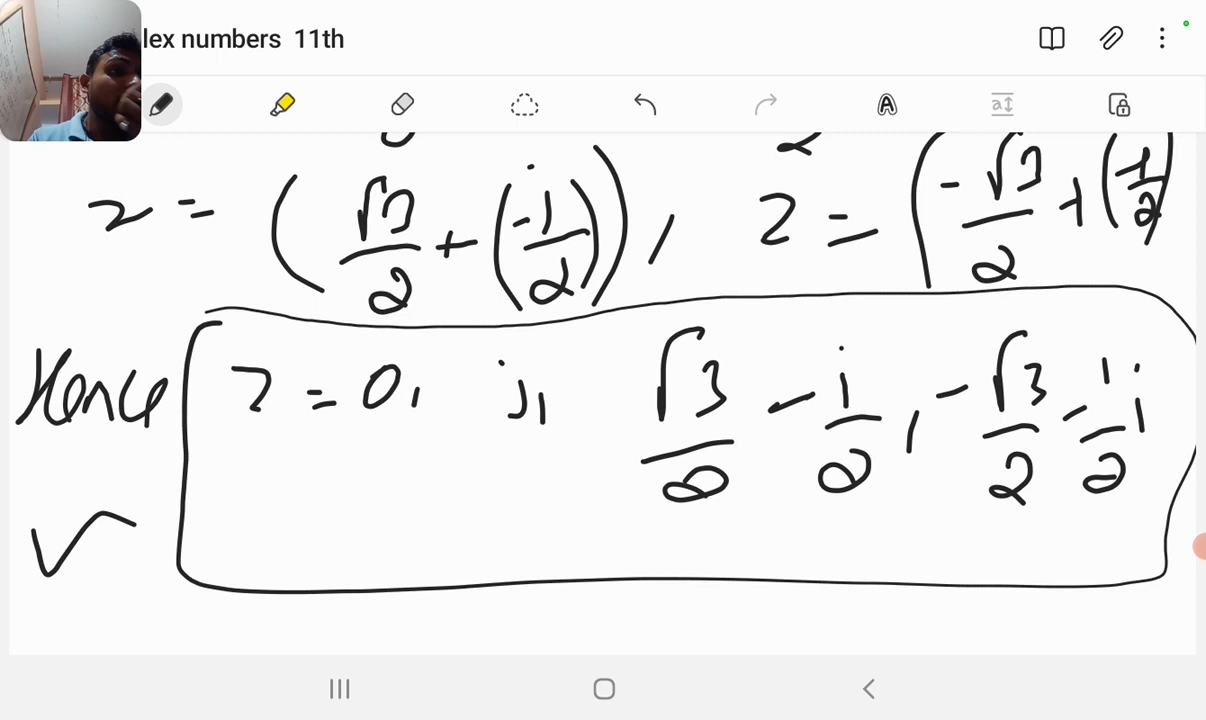 lex numbers 11th
z = ( √3/2 + (-i/2) ) , z = ( -√3/2 + (-1/2)
Hence z = 0, i, √3/2 - i/2 , -√3/2 - 1/2 i